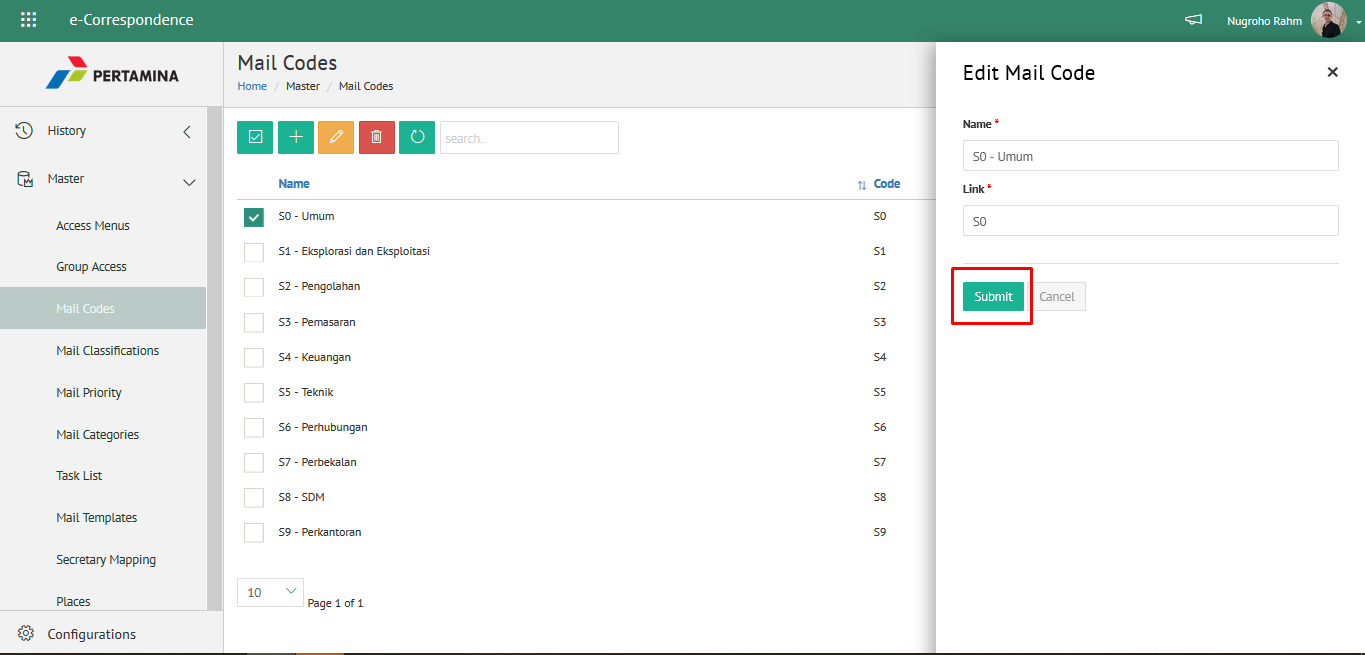 e-Correspondence
Nugroho Rahm
PERTAMINA
History
Master
Access Menus
Group Access
Mail Codes
Mail Classifications
Mail Priority
Mail Categories
Task List
Mail Templates
Secretary Mapping
Places
Configurations
Mail Codes
Home / Master / Mail Codes
search..
Name Code
S0 - Umum S0
S1 - Eksplorasi dan Eksploitasi S1
S2 - Pengolahan S2
S3 - Pemasaran S3
S4 - Keuangan S4
S5 - Teknik S5
S6 - Perhubungan S6
S7 - Perbekalan S7
S8 - SDM S8
S9 - Perkantoran S9
10 Page 1 of 1
Edit Mail Code ×
Name *
S0 - Umum
Link *
S0
Submit Cancel